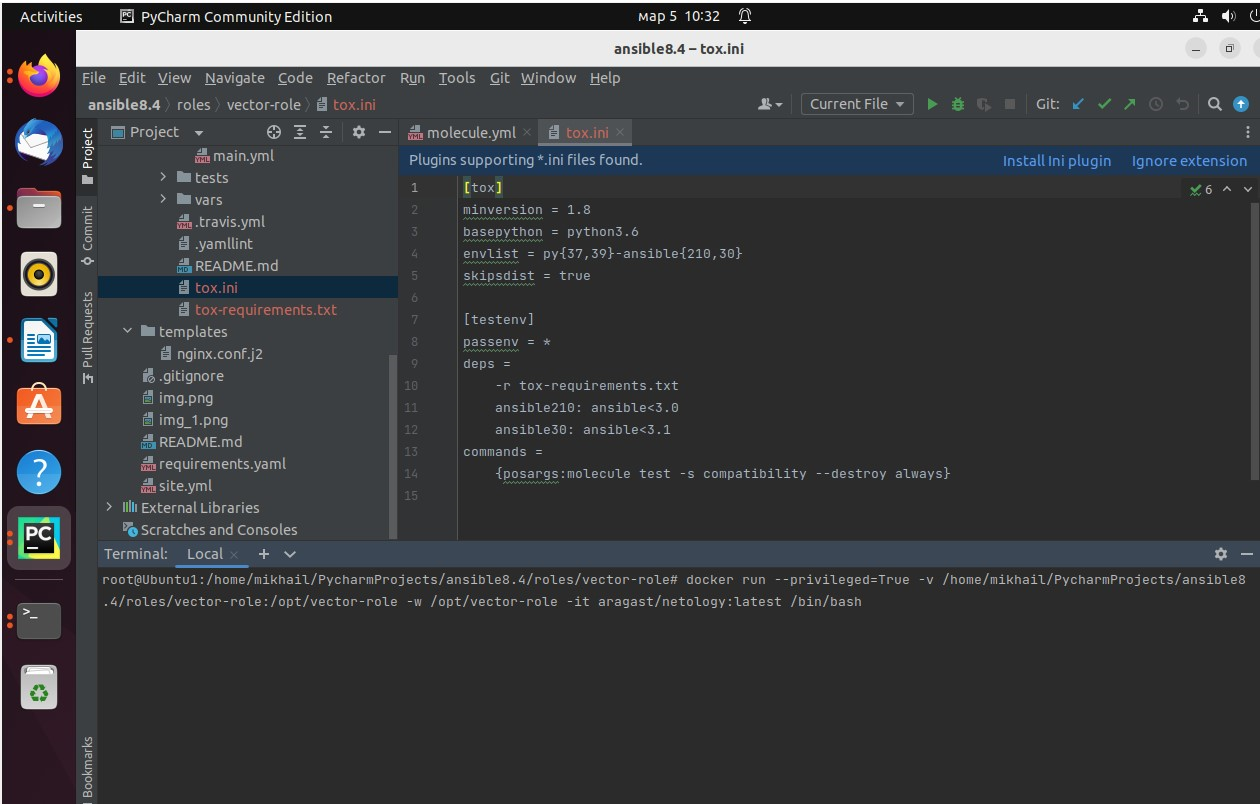 Activities
PyCharm Community Edition
мар 5 10:32
ansible8.4 – tox.ini
File Edit View Navigate Code Refactor Run Tools Git Window Help
ansible8.4 roles vector-role tox.ini
Current File
Git:
Project
molecule.yml
tox.ini
Project
Commit
Pull Requests
Bookmarks
main.yml
tests
vars
.travis.yml
.yamllint
README.md
tox.ini
tox-requirements.txt
templates
nginx.conf.j2
.gitignore
img.png
img_1.png
README.md
requirements.yaml
site.yml
External Libraries
Scratches and Consoles
Plugins supporting *.ini files found.
Install Ini plugin
Ignore extension
6
1 [tox]
2 minversion = 1.8
3 basepython = python3.6
4 envlist = py{37,39}-ansible{210,30}
5 skipsdist = true
6
7 [testenv]
8 passenv = *
9 deps =
10 -r tox-requirements.txt
11 ansible210: ansible<3.0
12 ansible30: ansible<3.1
13 commands =
14 {posargs:molecule test -s compatibility --destroy always}
15
Terminal: Local
root@Ubuntu1:/home/mikhail/PycharmProjects/ansible8.4/roles/vector-role# docker run --privileged=True -v /home/mikhail/PycharmProjects/ansible8
.4/roles/vector-role:/opt/vector-role -w /opt/vector-role -it aragast/netology:latest /bin/bash